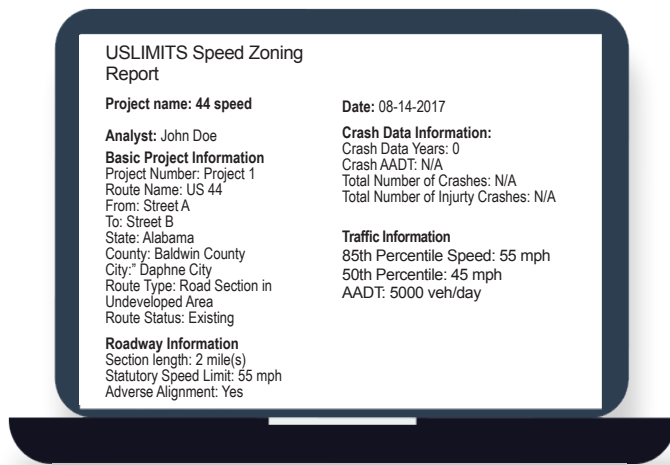 USLIMITS Speed Zoning
Report
Project name: 44 speed
Analyst: John Doe
Basic Project Information
Project Number: Project 1
Route Name: US 44
From: Street A
To: Street B
State: Alabama
County: Baldwin County
City:" Daphne City
Route Type: Road Section in
Undeveloped Area
Route Status: Existing
Roadway Information
Section length: 2 mile(s)
Statutory Speed Limit: 55 mph
Adverse Alignment: Yes
Date: 08-14-2017
Crash Data Information:
Crash Data Years: 0
Crash AADT: N/A
Total Number of Crashes: N/A
Total Number of Injurty Crashes: N/A
Traffic Information
85th Percentile Speed: 55 mph
50th Percentile: 45 mph
AADT: 5000 veh/day